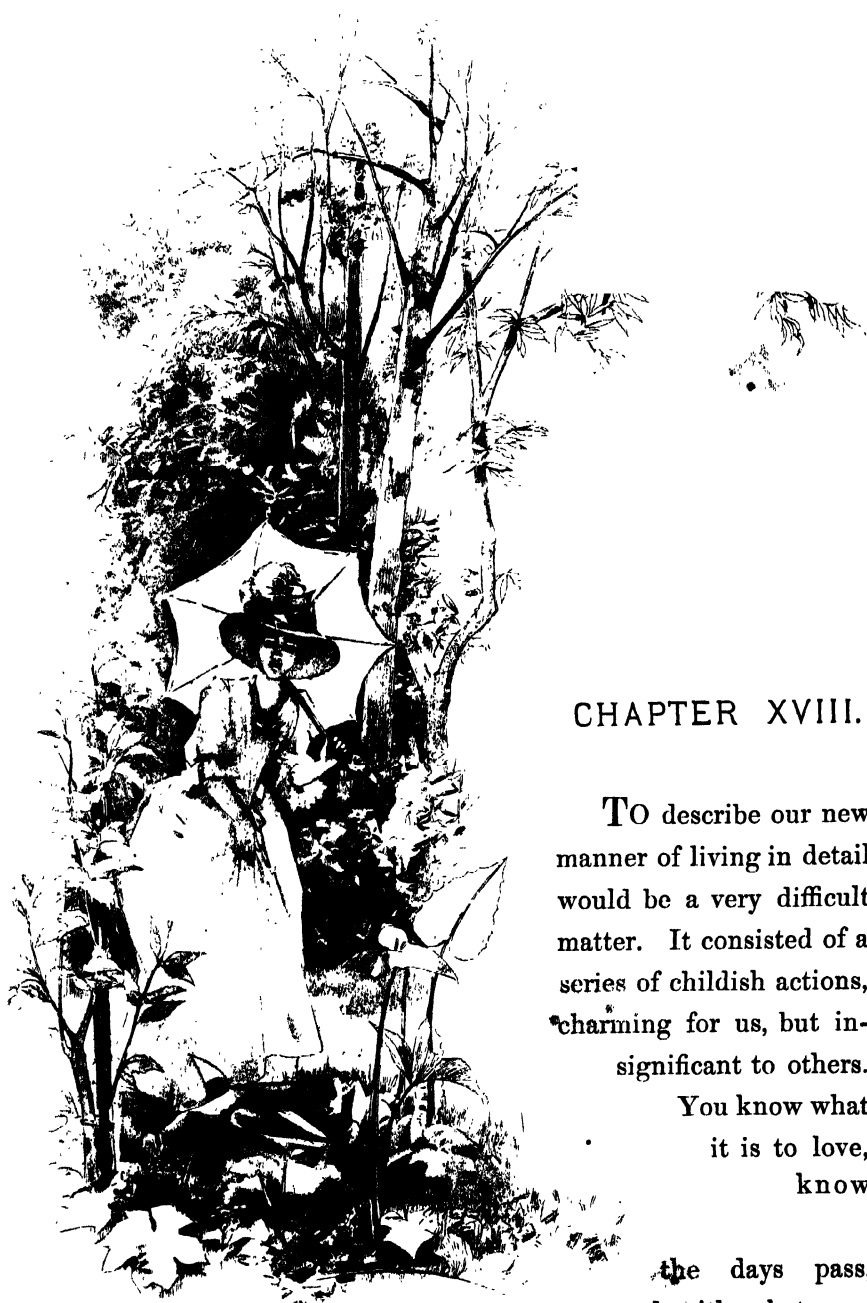 CHAPTER XVIII.
To describe our new
manner of living in detail
would be a very difficult
matter. It consisted of a
series of childish actions,
charming for us, but in-
significant to others.
You know what
it is to love,
know
the days pass